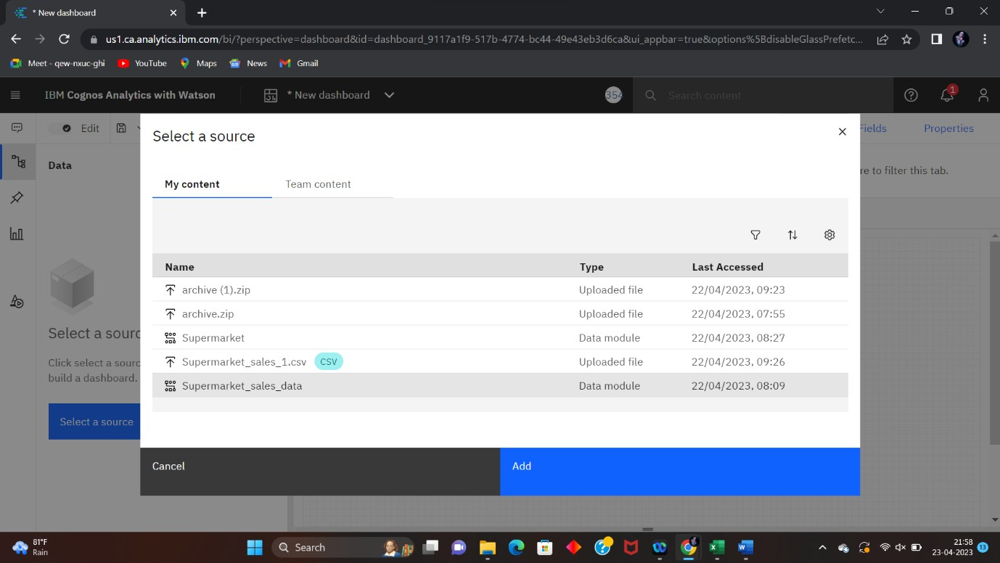 * New dashboard
us1.ca.analytics.ibm.com/bi/?perspective=dashboard&id=dashboard_9117a1f9-517b-4774-bc44-49e43eb3d6ca&ui_appbar=true&options%5BdisableGlassPrefetc...
Meet - qew-nxuc-ghi YouTube Maps News Gmail
IBM Cognos Analytics with Watson * New dashboard 354 Search content 1
Edit Fields Properties
Select a source
Data
re to filter this tab.
My content Team content
Name Type Last Accessed
archive (1).zip Uploaded file 22/04/2023, 09:23
archive.zip Uploaded file 22/04/2023, 07:55
Supermarket Data module 22/04/2023, 08:27
Supermarket_sales_1.csv CSV Uploaded file 22/04/2023, 09:26
Supermarket_sales_data Data module 22/04/2023, 08:09
Select a sourc
Click select a sourc
build a dashboard.
Select a source
Cancel Add
81°F
Rain
Search
21:58
23-04-2023
13